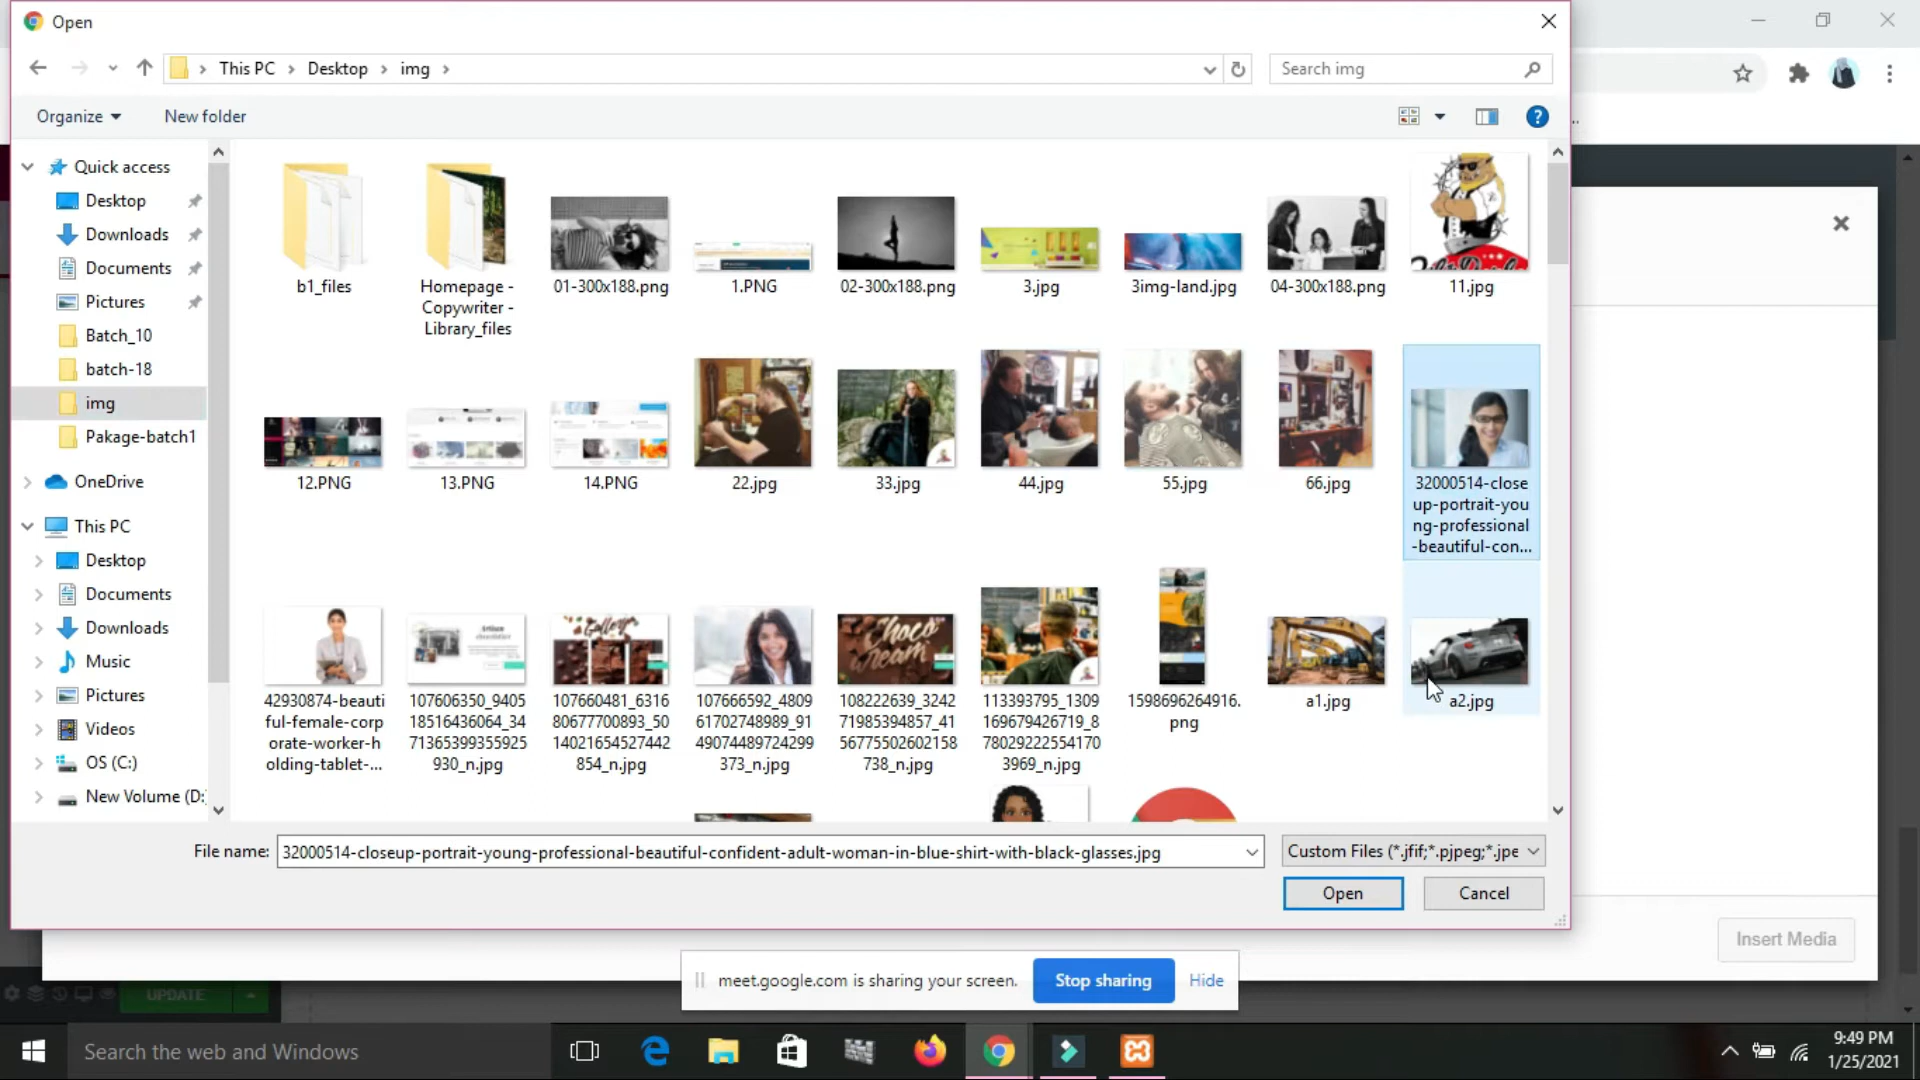 Open
This PC
Desktop
img
Search img
Organize
New folder
...
Quick access
Desktop
Downloads
Documents
Pictures
Batch_10
batch-18
img
Pakage-batch1
OneDrive
This PC
Desktop
Documents
Downloads
Music
Pictures
Videos
OS (C:)
New Volume (D:
b1_files
Homepage -
Copywriter -
Library_files
01-300x188.png
1.PNG
02-300x188.png
3.jpg
3img-land.jpg
04-300x188.png
11.jpg
12.PNG
13.PNG
14.PNG
22.jpg
33.jpg
44.jpg
55.jpg
66.jpg
32000514-close
up-portrait-you
ng-professional
-beautiful-con...
42930874-beauti
ful-female-corp
orate-worker-h
olding-tablet-...
107606350_9405
18516436064_34
71365399355925
930_n.jpg
107660481_6316
80677700893_50
14021654527442
854_n.jpg
107666592_4809
61702748989_91
49074489724299
373_n.jpg
108222639_3242
71985394857_41
56775502602158
738_n.jpg
113393795_1309
169679426719_8
78029222554170
3969_n.jpg
1598696264916.
png
a1.jpg
a2.jpg
Gallery
Choco
Dream
File name:
32000514-closeup-portrait-young-professional-beautiful-confident-adult-woman-in-blue-shirt-with-black-glasses.jpg
Custom Files (*.jfif;*.pjpeg;*.jpe
Open
Cancel
Insert Media
meet.google.com is sharing your screen.
Stop sharing
Hide
UPDATE
Search the web and Windows
9:49 PM
1/25/2021